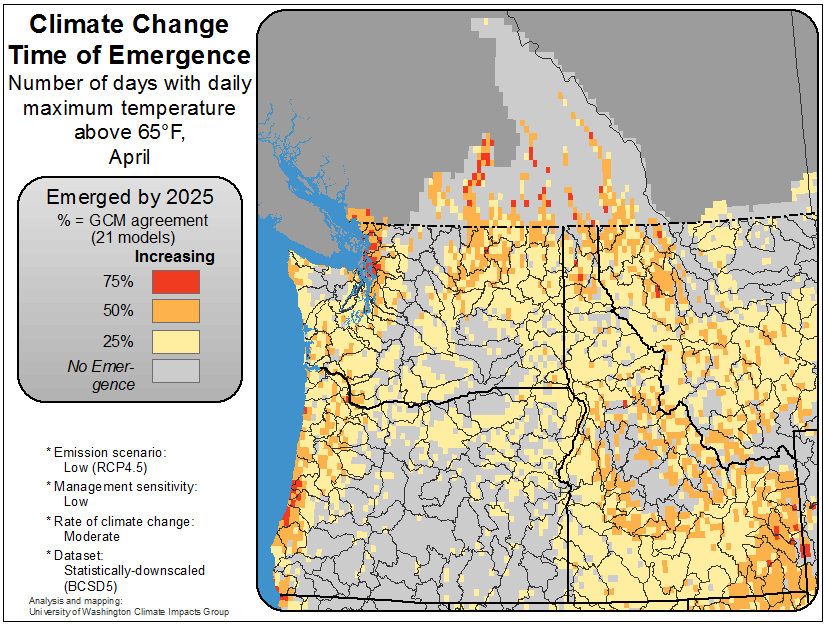 Climate Change
Time of Emergence
Number of days with daily
maximum temperature
above 65°F,
April
Emerged by 2025
% = GCM agreement
(21 models)
Increasing
75%
50%
25%
No Emer-
gence
* Emission scenario:
Low (RCP4.5)
* Management sensitivity:
Low
* Rate of climate change:
Moderate
* Dataset:
Statistically-downscaled
(BCSD5)
Analysis and mapping:
University of Washington Climate Impacts Group